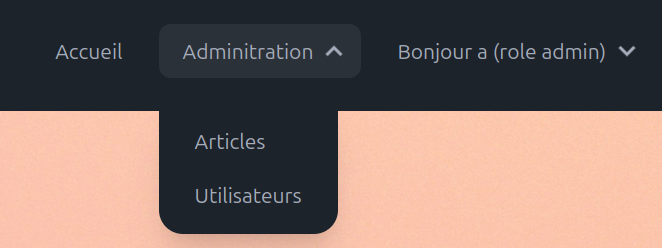 Accueil Adminitration Bonjour a (role admin)
Articles
Utilisateurs